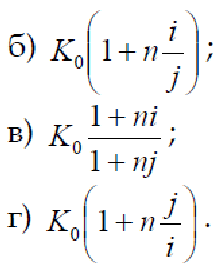 б) K₀(1 + n i/j);
в) K₀ (1 + ni)/(1 + nj);
г) K₀(1 + n j/i).